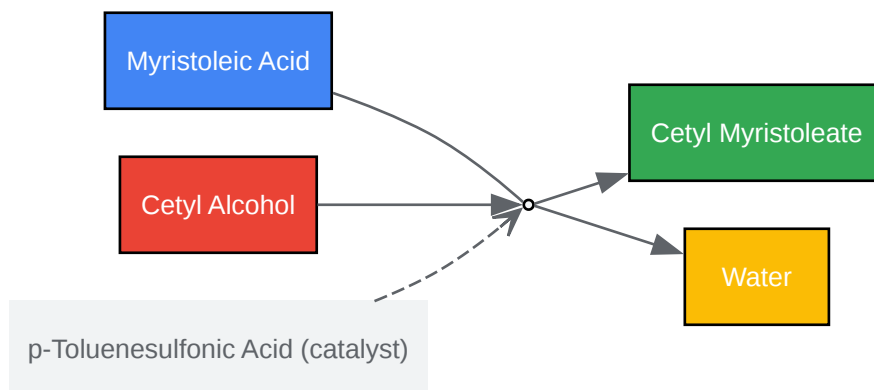 Myristoleic Acid
Cetyl Myristoleate
Cetyl Alcohol
Water
p-Toluenesulfonic Acid (catalyst)